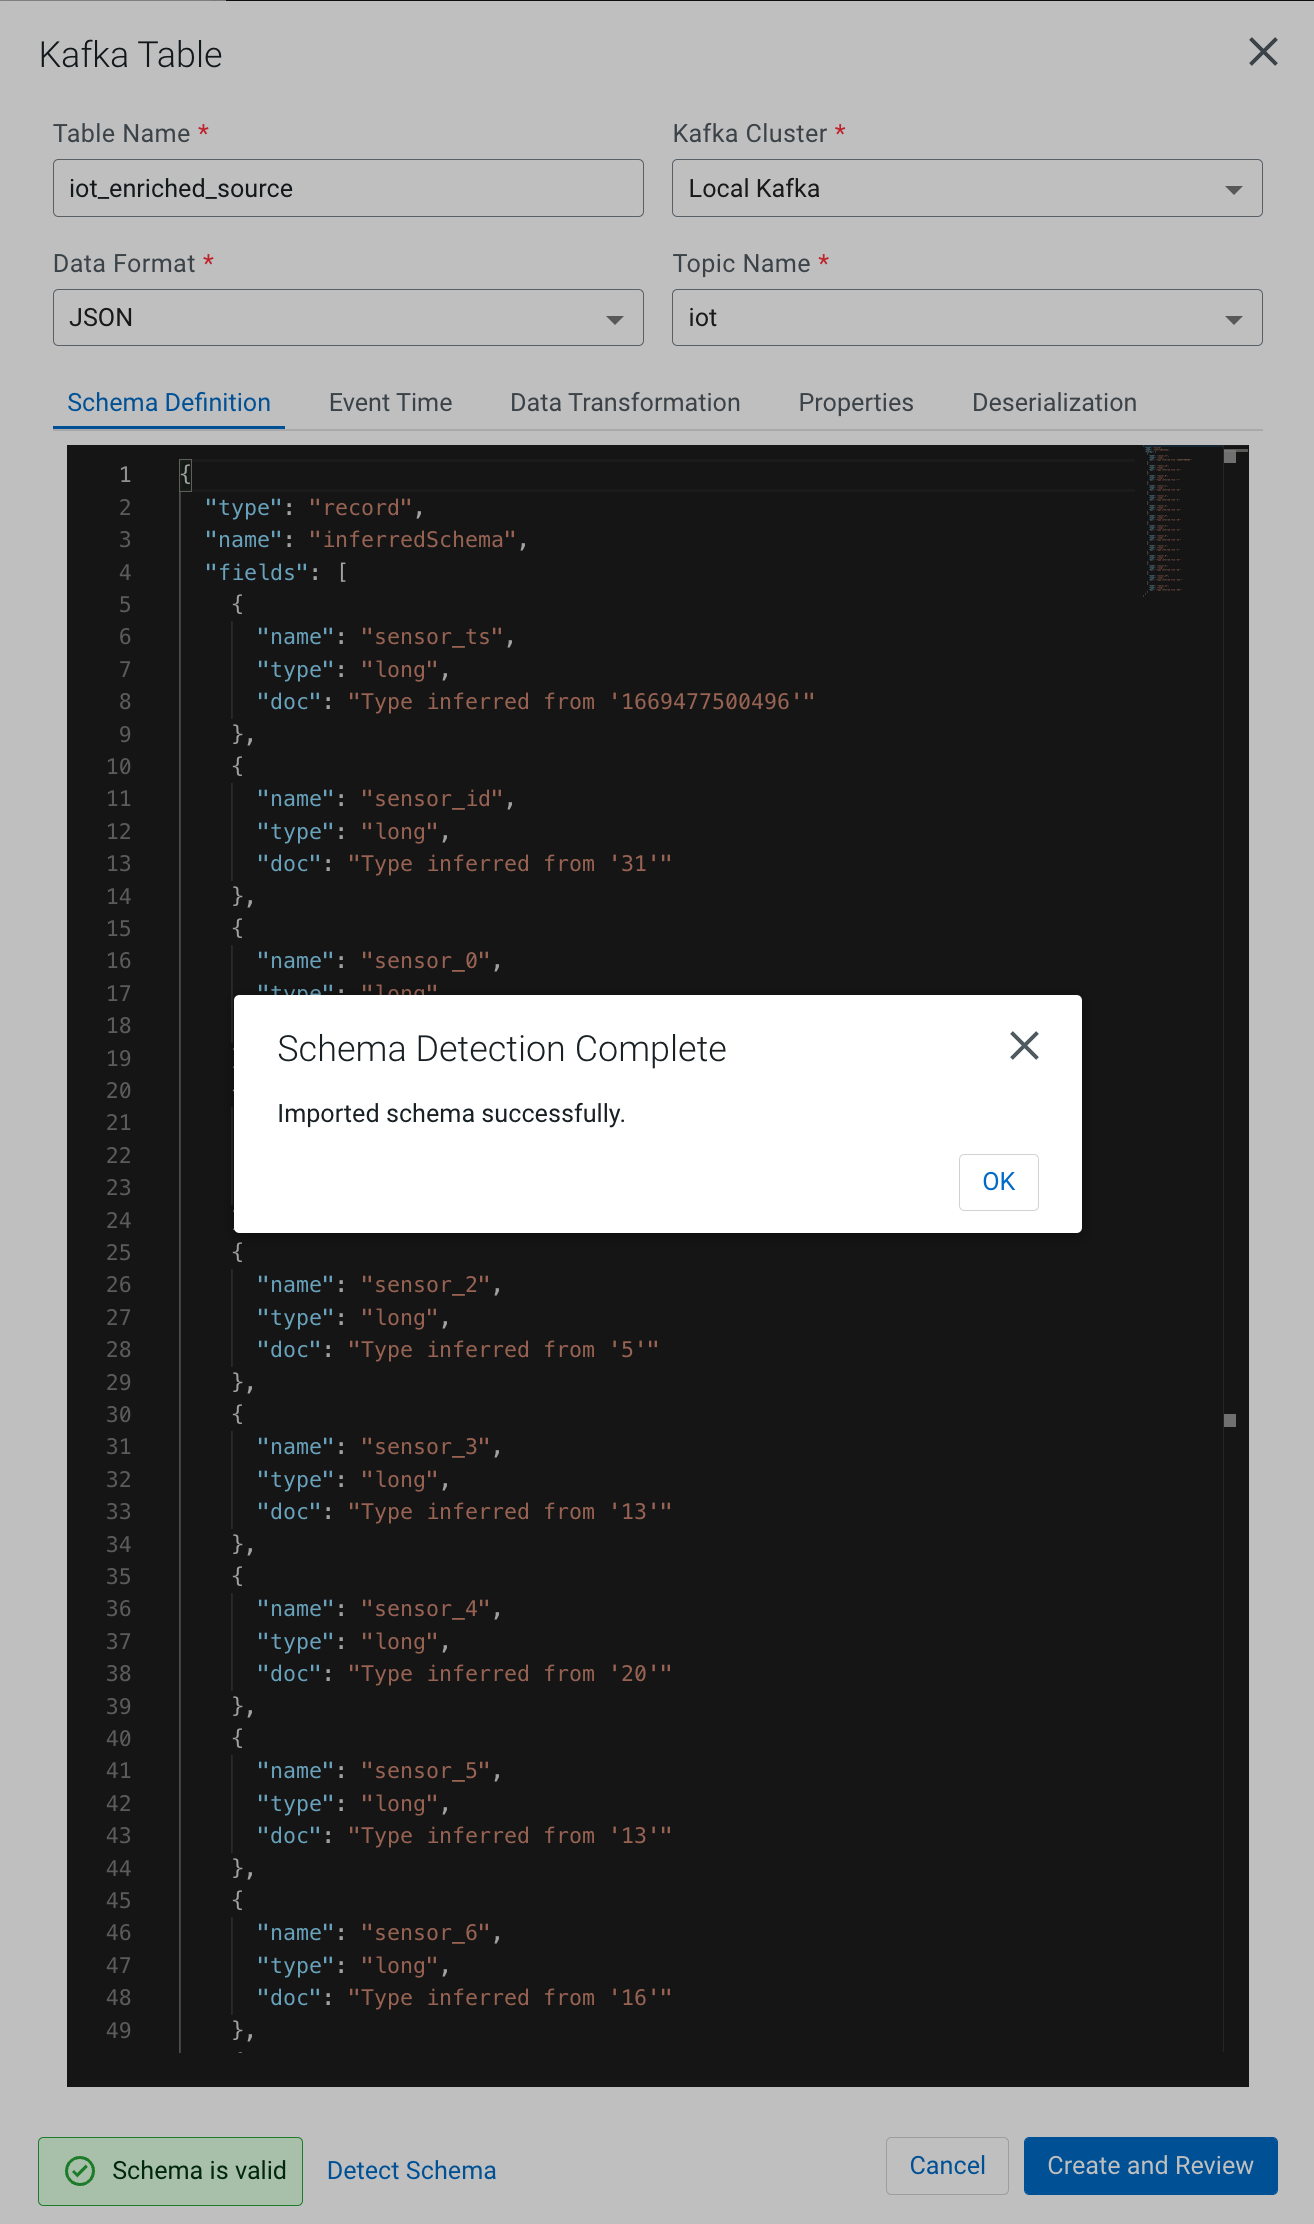 Kafka Table
Table Name *
Kafka Cluster *
iot_enriched_source
Local Kafka
Data Format *
Topic Name *
JSON
iot
Schema Definition Event Time Data Transformation Properties Deserialization
1 {
2 "type": "record",
3 "name": "inferredSchema",
4 "fields": [
5 {
6 "name": "sensor_ts",
7 "type": "long",
8 "doc": "Type inferred from '1669477500496'"
9 },
10 {
11 "name": "sensor_id",
12 "type": "long",
13 "doc": "Type inferred from '31'"
14 },
15 {
16 "name": "sensor_0",
17 "type": "long"
18
19
20
21
22
23
24
Schema Detection Complete
Imported schema successfully.
OK
25 {
26 "name": "sensor_2",
27 "type": "long",
28 "doc": "Type inferred from '5'"
29 },
30 {
31 "name": "sensor_3",
32 "type": "long",
33 "doc": "Type inferred from '13'"
34 },
35 {
36 "name": "sensor_4",
37 "type": "long",
38 "doc": "Type inferred from '20'"
39 },
40 {
41 "name": "sensor_5",
42 "type": "long",
43 "doc": "Type inferred from '13'"
44 },
45 {
46 "name": "sensor_6",
47 "type": "long",
48 "doc": "Type inferred from '16'"
49 },
Schema is valid
Detect Schema
Cancel
Create and Review